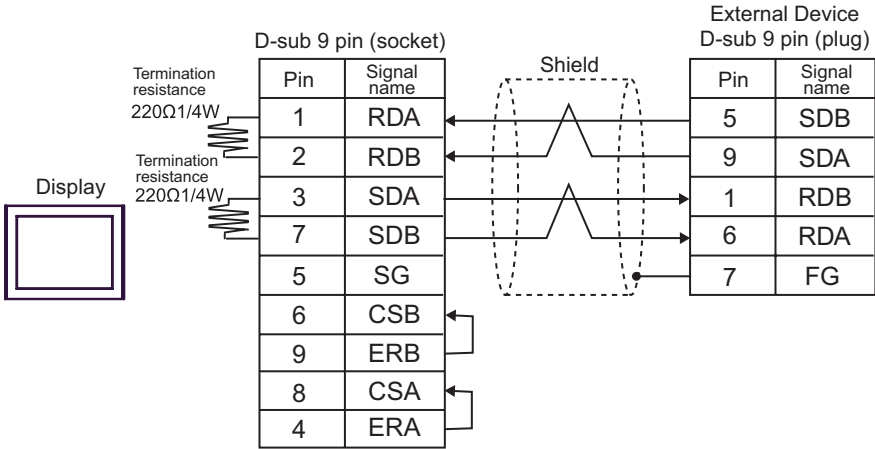 External Device
D-sub 9 pin (socket)
D-sub 9 pin (plug)
Shield
Termination
resistance
220Ω1/4W
Termination
resistance
220Ω1/4W
Display
Pin Signal name
1 RDA
2 RDB
3 SDA
7 SDB
5 SG
6 CSB
9 ERB
8 CSA
4 ERA
Pin Signal name
5 SDB
9 SDA
1 RDB
6 RDA
7 FG